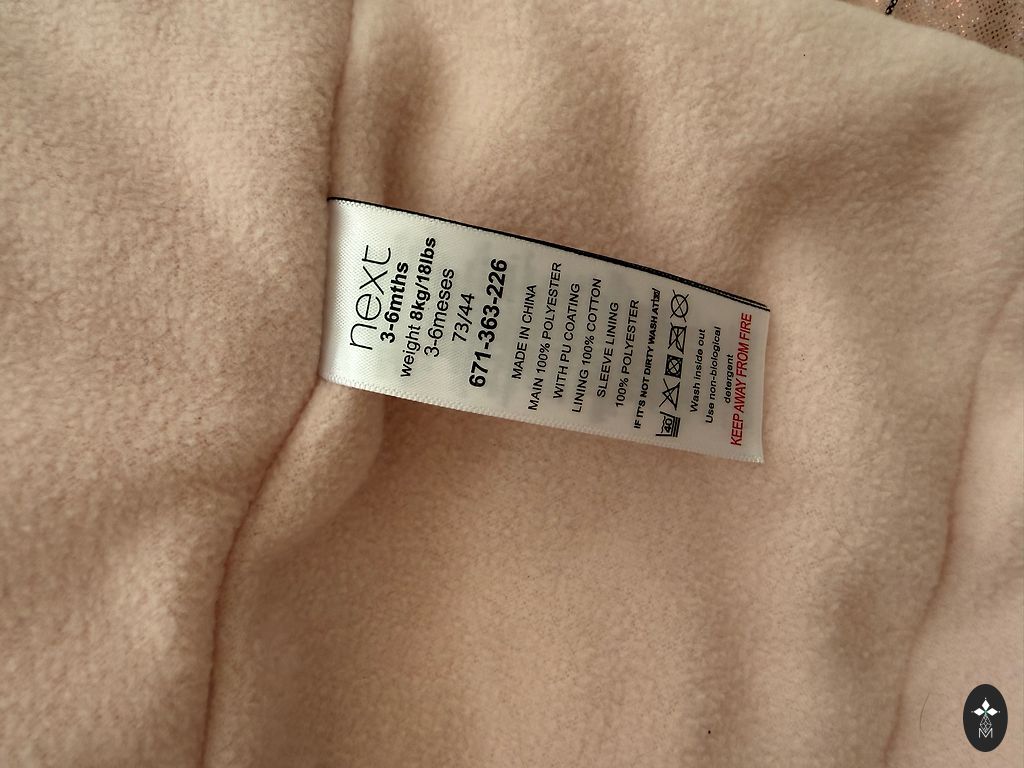 next
3-6mths
weight 8kg/18lbs
3-6meses
73/44
671-363-226
MADE IN CHINA
MAIN 100% POLYESTER
WITH PU COATING
LINING 100% COTTON
SLEEVE LINING
100% POLYESTER
IF IT'S NOT DIRTY WASH AT
40
Wash inside out
Use non-biological
detergent
KEEP AWAY FROM FIRE
M